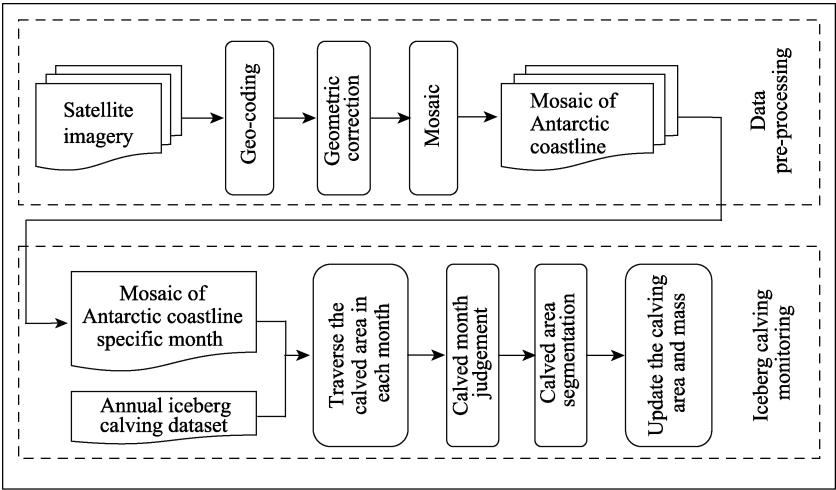 Satellite
imagery
Geo-coding
Geometric
correction
Mosaic
Mosaic of
Antarctic
coastline
Data
pre-processing
Mosaic of
Antarctic coastline
specific month
Annual iceberg
calving dataset
Traverse the
calved area in
each month
Calved month
judgement
Calved area
segmentation
Update the calving
area and mass
Iceberg calving
monitoring